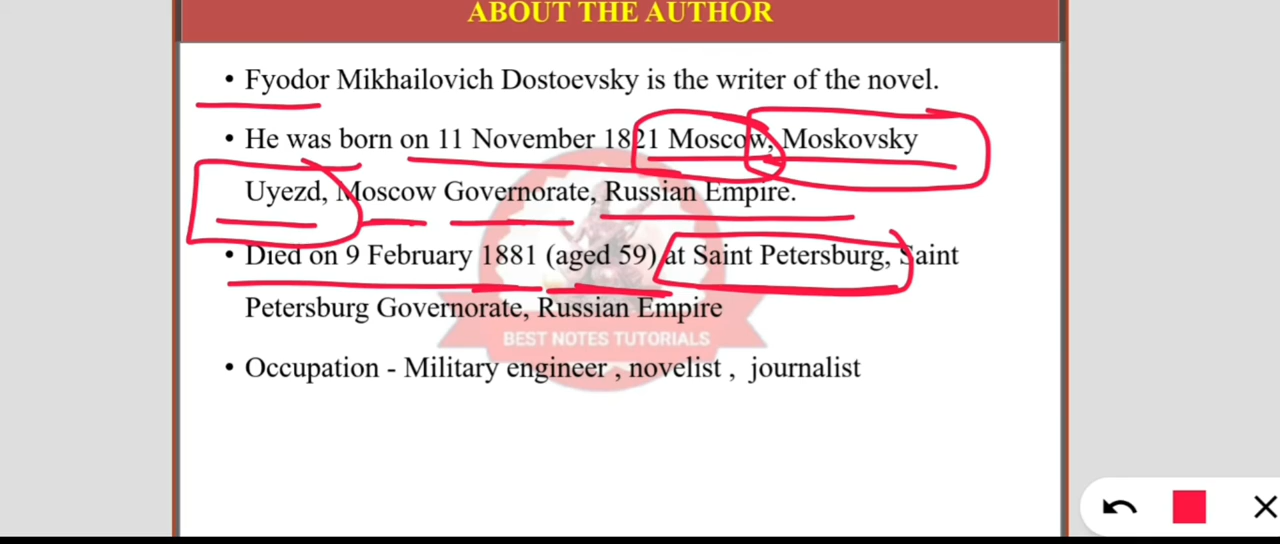 ABOUT THE AUTHOR
• Fyodor Mikhailovich Dostoevsky is the writer of the novel.
• He was born on 11 November 1821 Moscow, Moskovsky
Uyezd, Moscow Governorate, Russian Empire.
• Died on 9 February 1881 (aged 59) at Saint Petersburg, Saint
Petersburg Governorate, Russian Empire
BEST NOTES TUTORIALS
• Occupation - Military engineer , novelist , journalist